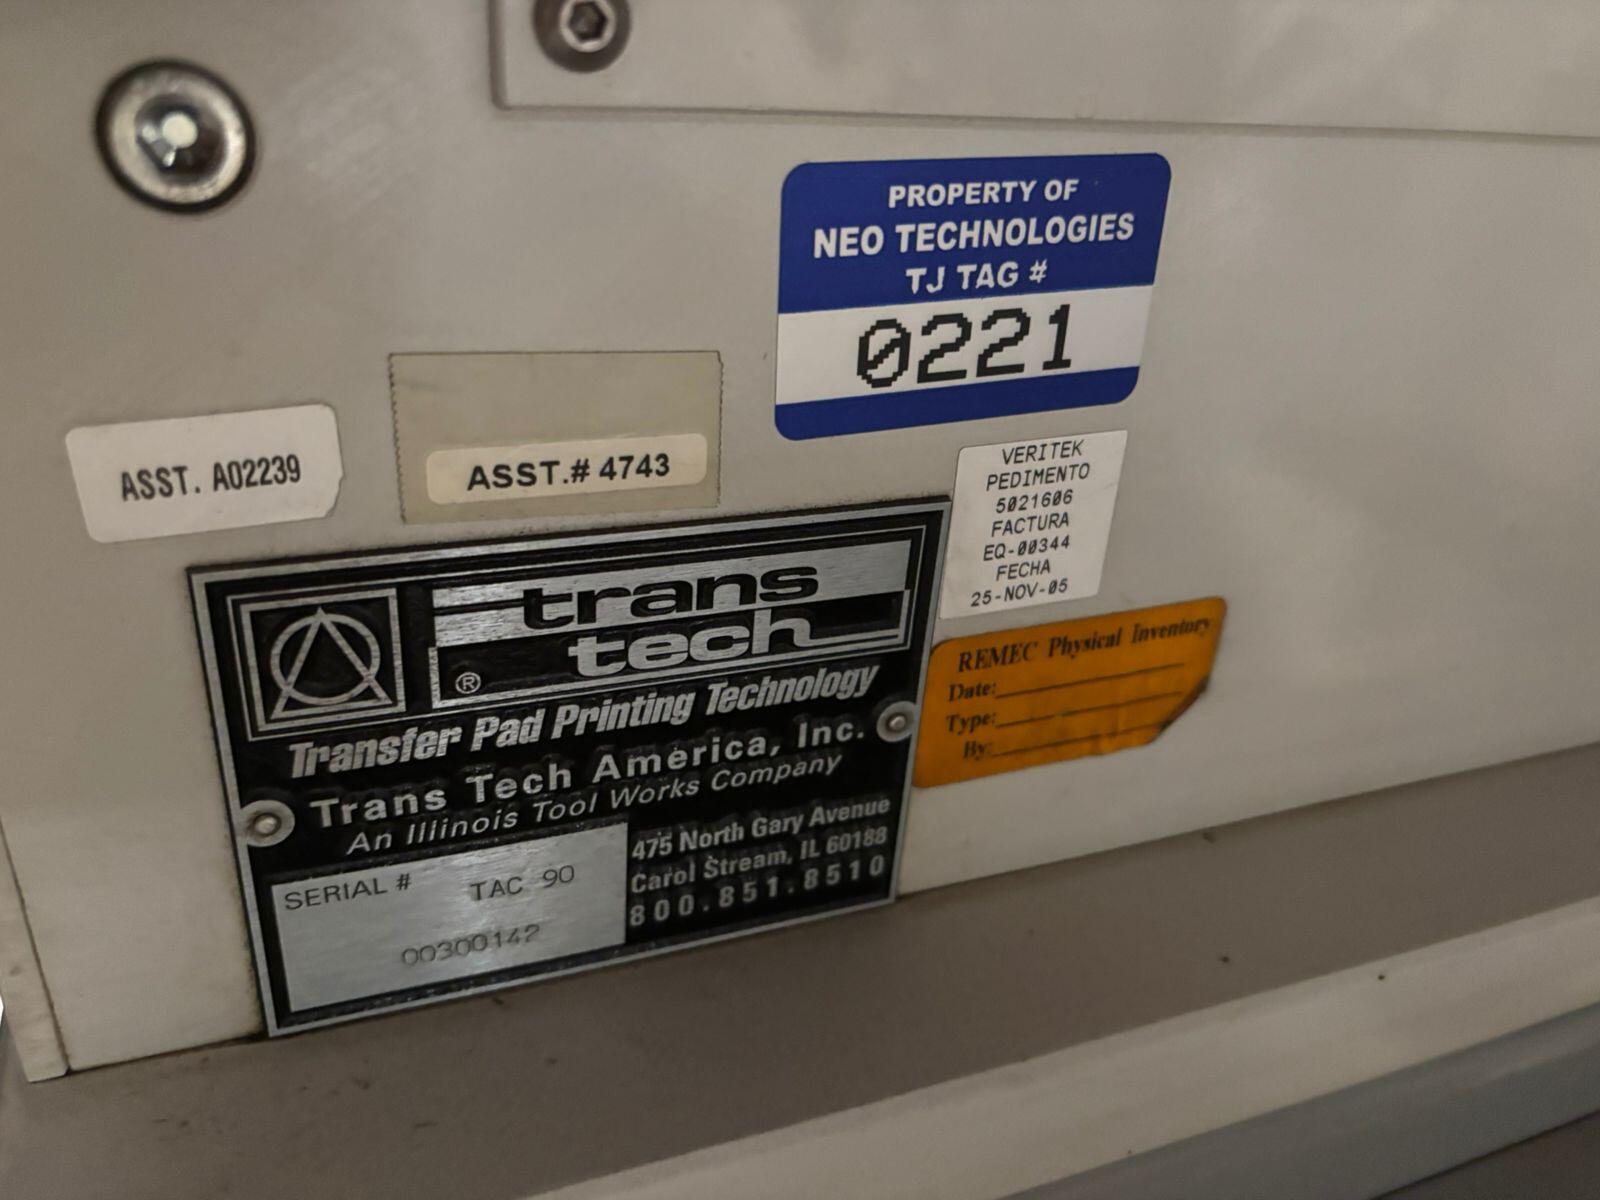 PROPERTY OF
NEO TECHNOLOGIES
TJ TAG #
0221
ASST. A02239
ASST.# 4743
VERITEK
PEDIMENTO
5021606
FACTURA
EQ-00344
FECHA
25-NOV-05
REMEC Physical Inventory
Date:
Type:
By:
trans
tech
®
Transfer Pad Printing Technology
Trans Tech America, Inc.
An Illinois Tool Works Company
475 North Gary Avenue
Carol Stream, IL 60188
800.851.8510
SERIAL # TAC 90
00300142